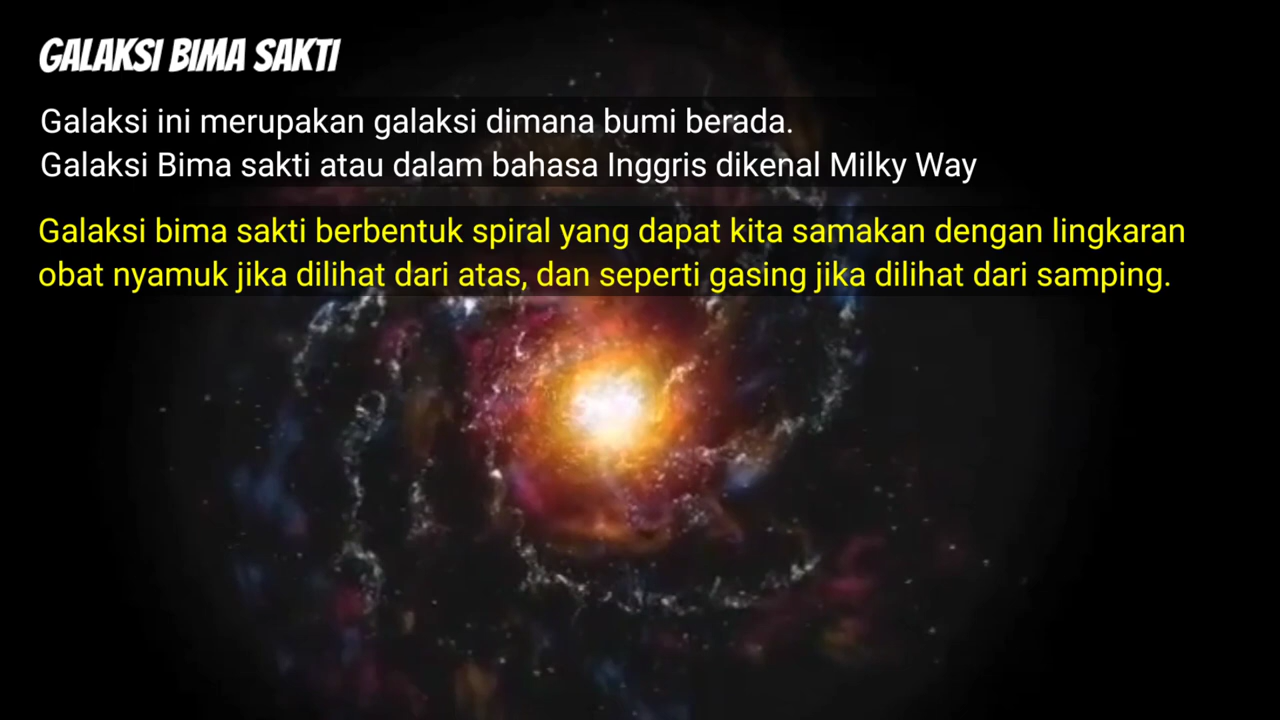 GALAKSI BIMA SAKTI
Galaksi ini merupakan galaksi dimana bumi berada.
Galaksi Bima sakti atau dalam bahasa Inggris dikenal Milky Way
Galaksi bima sakti berbentuk spiral yang dapat kita samakan dengan lingkaran
obat nyamuk jika dilihat dari atas, dan seperti gasing jika dilihat dari samping.